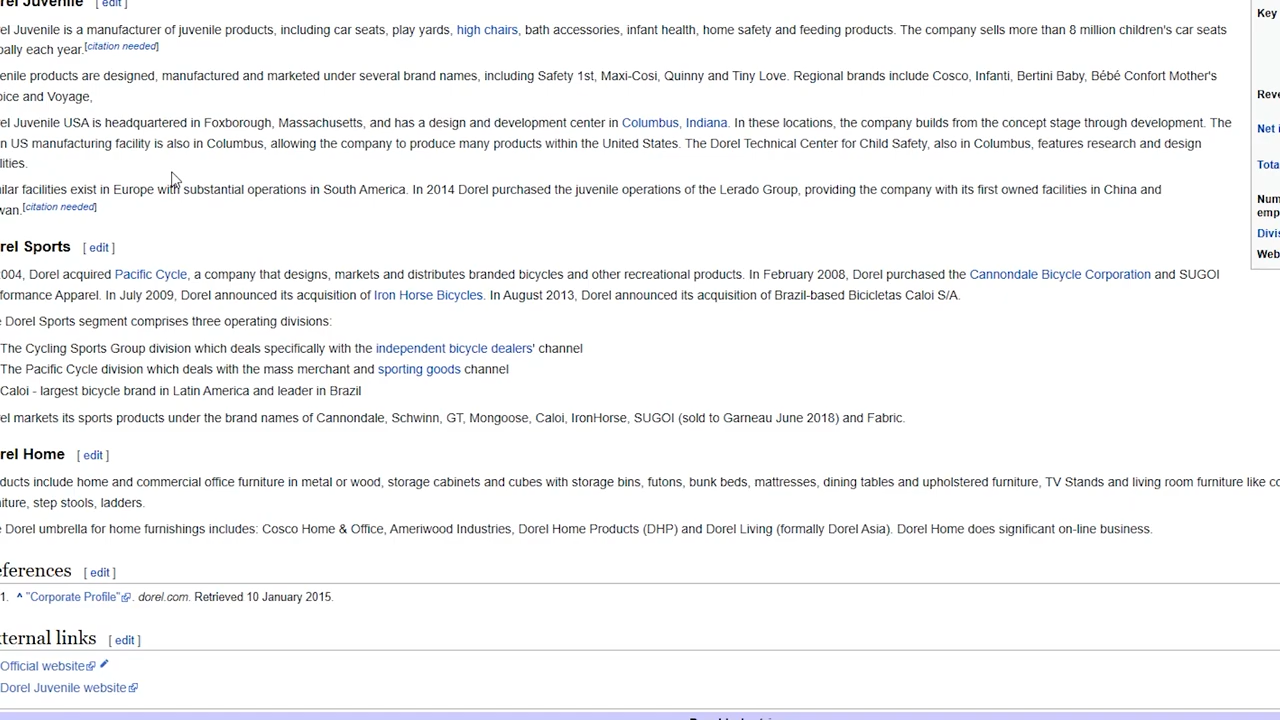 rel Juvenile [ edit ]
el Juvenile is a manufacturer of juvenile products, including car seats, play yards, high chairs, bath accessories, infant health, home safety and feeding products. The company sells more than 8 million children's car seats
bally each year.[citation needed]
enile products are designed, manufactured and marketed under several brand names, including Safety 1st, Maxi-Cosi, Quinny and Tiny Love. Regional brands include Cosco, Infanti, Bertini Baby, Bébé Confort Mother's
oice and Voyage,
el Juvenile USA is headquartered in Foxborough, Massachusetts, and has a design and development center in Columbus, Indiana. In these locations, the company builds from the concept stage through development. The
n US manufacturing facility is also in Columbus, allowing the company to produce many products within the United States. The Dorel Technical Center for Child Safety, also in Columbus, features research and design
lities.
ilar facilities exist in Europe with substantial operations in South America. In 2014 Dorel purchased the juvenile operations of the Lerado Group, providing the company with its first owned facilities in China and
wan.[citation needed]
rel Sports [ edit ]
004, Dorel acquired Pacific Cycle, a company that designs, markets and distributes branded bicycles and other recreational products. In February 2008, Dorel purchased the Cannondale Bicycle Corporation and SUGOI
formance Apparel. In July 2009, Dorel announced its acquisition of Iron Horse Bicycles. In August 2013, Dorel announced its acquisition of Brazil-based Bicicletas Caloi S/A.
e Dorel Sports segment comprises three operating divisions:
The Cycling Sports Group division which deals specifically with the independent bicycle dealers' channel
The Pacific Cycle division which deals with the mass merchant and sporting goods channel
Caloi - largest bicycle brand in Latin America and leader in Brazil
el markets its sports products under the brand names of Cannondale, Schwinn, GT, Mongoose, Caloi, IronHorse, SUGOI (sold to Garneau June 2018) and Fabric.
rel Home [ edit ]
ducts include home and commercial office furniture in metal or wood, storage cabinets and cubes with storage bins, futons, bunk beds, mattresses, dining tables and upholstered furniture, TV Stands and living room furniture like co
niture, step stools, ladders.
e Dorel umbrella for home furnishings includes: Cosco Home & Office, Ameriwood Industries, Dorel Home Products (DHP) and Dorel Living (formally Dorel Asia). Dorel Home does significant on-line business.
eferences [ edit ]
1. ^ "Corporate Profile". dorel.com. Retrieved 10 January 2015.
xternal links [ edit ]
Official website
Dorel Juvenile website
Key
Reve
Net i
Tota
Num
emp
Divis
Web